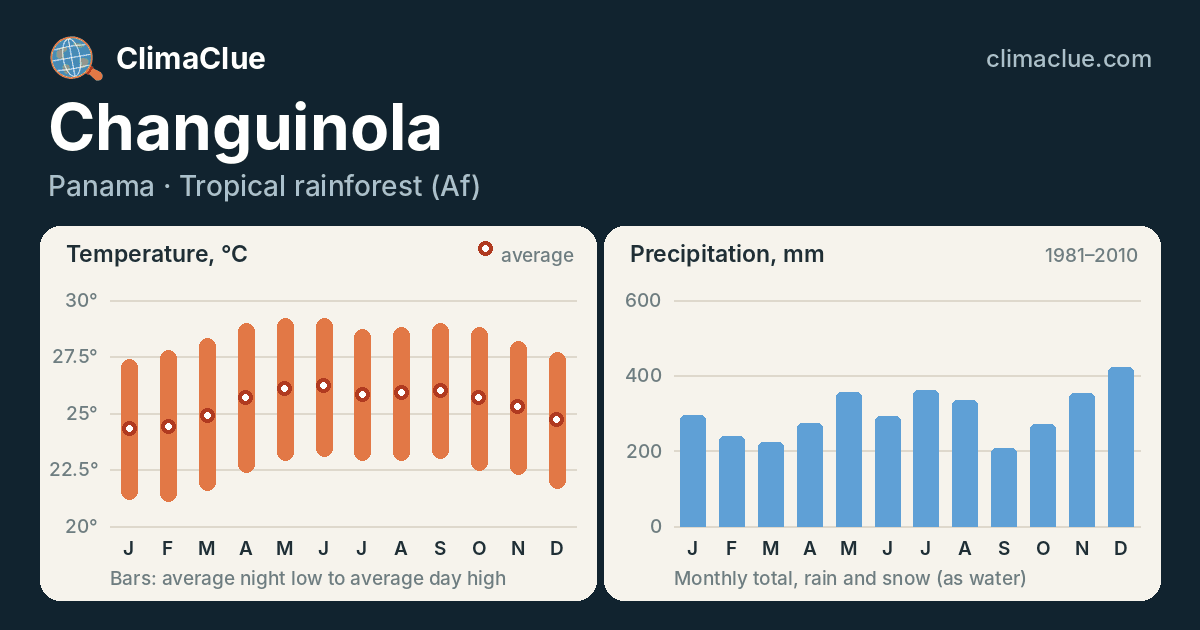 ClimaClue
climaclue.com
Changuinola
Panama · Tropical rainforest (Af)
Temperature, °C
average
30°
27.5°
25°
22.5°
20°
J F M A M J J A S O N D
Bars: average night low to average day high
Precipitation, mm
1981–2010
600
400
200
0
J F M A M J J A S O N D
Monthly total, rain and snow (as water)